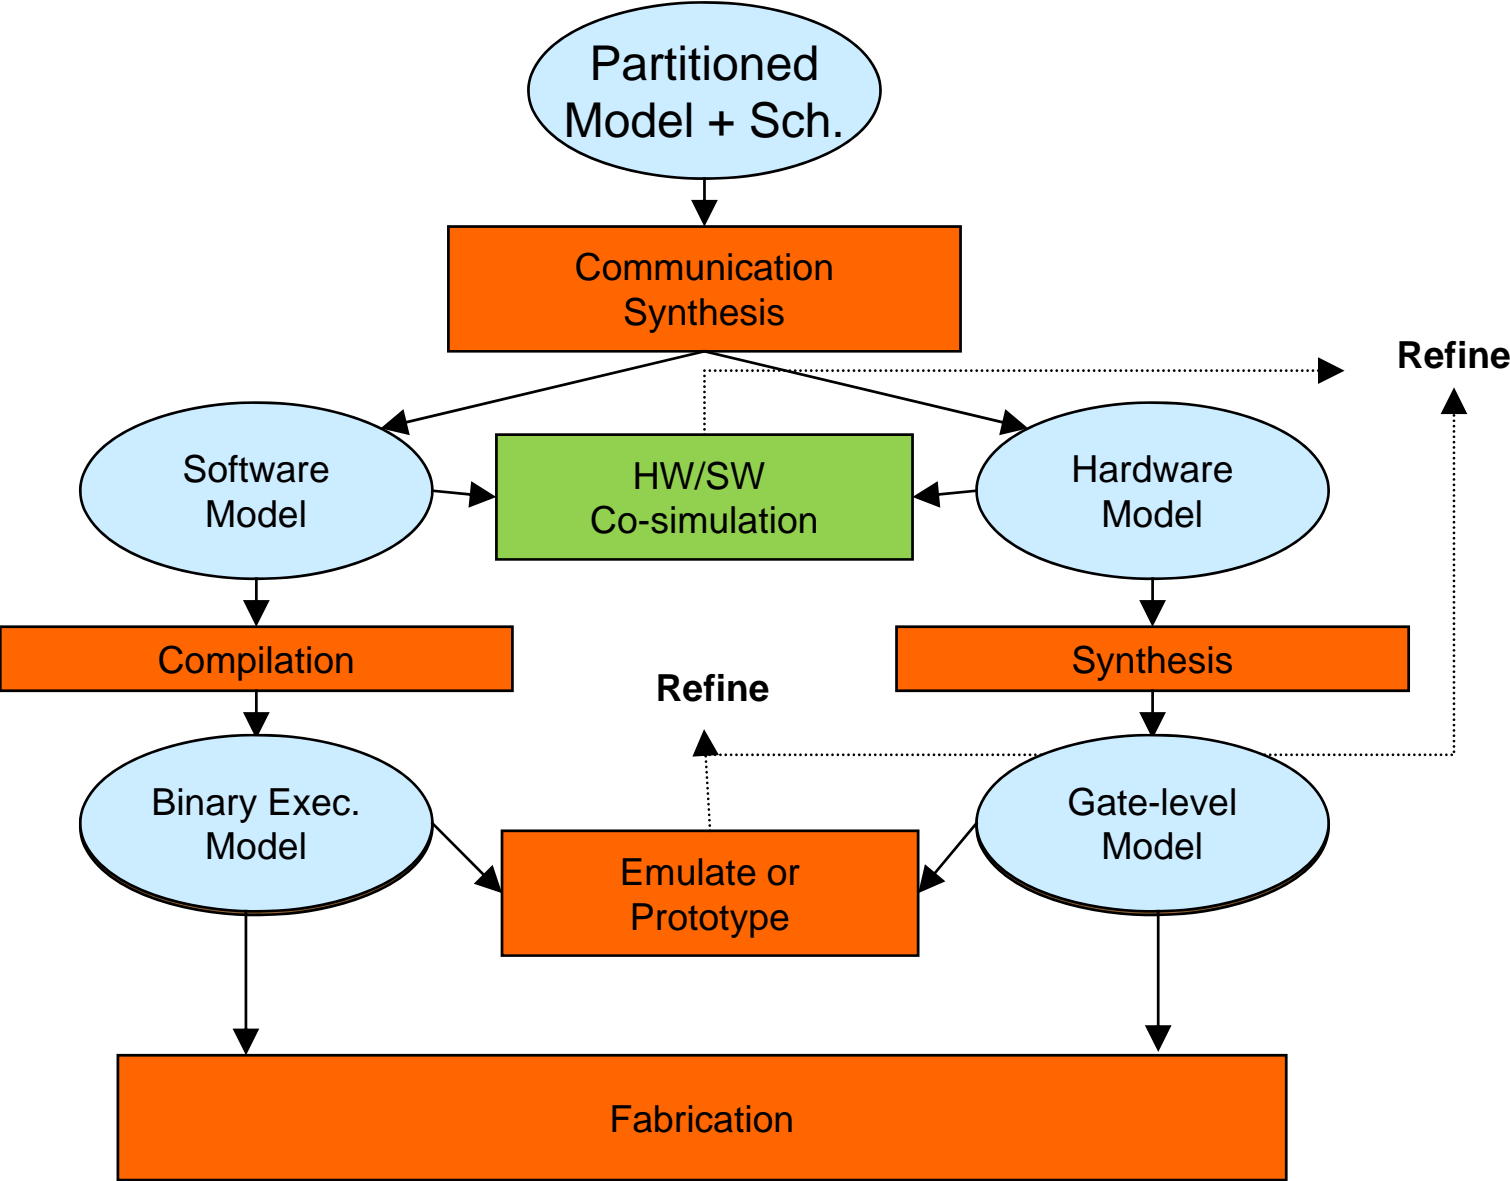 Partitioned
Model + Sch.
Communication
Synthesis
Refine
Software
Model
HW/SW
Co-simulation
Hardware
Model
Compilation
Synthesis
Refine
Binary Exec.
Model
Gate-level
Model
Emulate or
Prototype
Fabrication